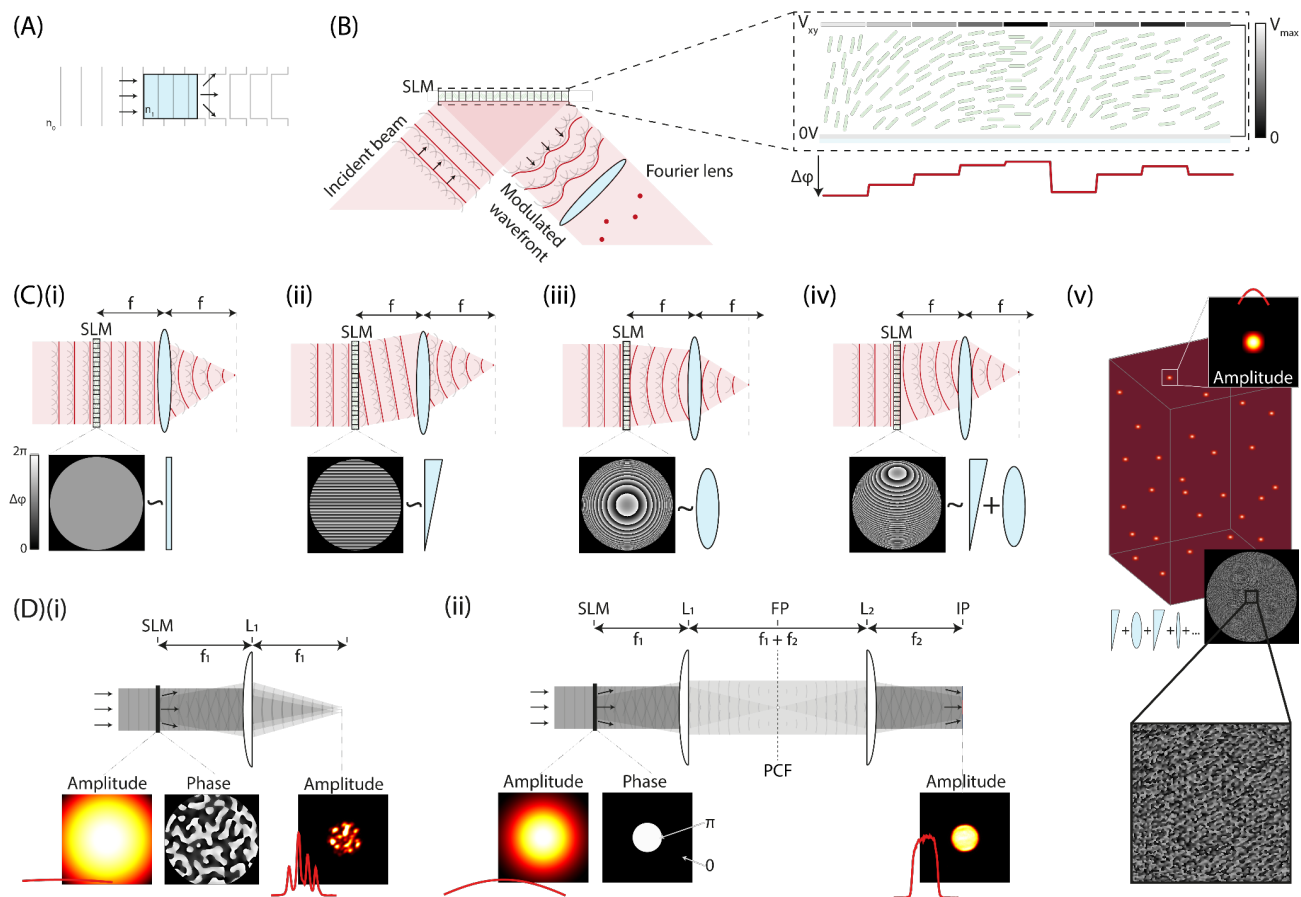 (A)
n₀
n₁
(B)
SLM
Incident beam
Modulated
wavefront
Fourier lens
Vxy
0V
Vmax
0
Δφ
(C)(i)
f
f
SLM
2π
Δφ
0
~
(ii)
f
f
SLM
~
(iii)
f
f
SLM
~
(iv)
f
f
SLM
~
+
(v)
Amplitude
+ + + +...
(D)(i)
SLM
L₁
f₁
f₁
Amplitude
Phase
Amplitude
(ii)
SLM
L₁
FP
L₂
IP
f₁
f₁ + f₂
f₂
PCF
Amplitude
Phase
π
0
Amplitude